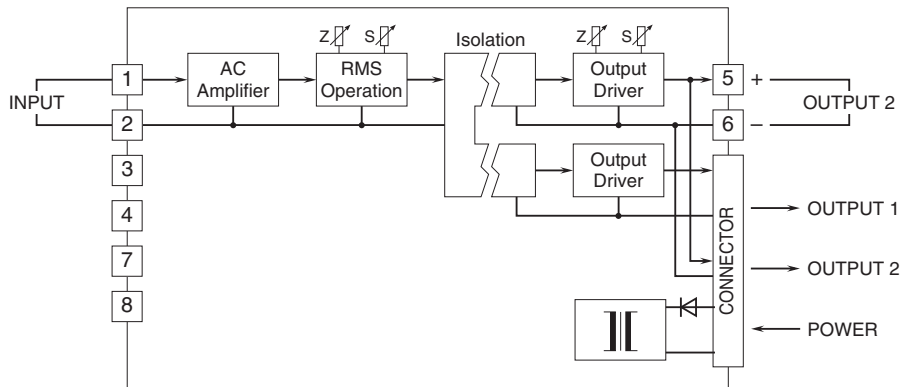 Z S
Isolation
Z S
1
AC
Amplifier
RMS
Operation
Output
Driver
5 +
INPUT
OUTPUT 2
2
6 –
3
Output
Driver
4
CONNECTOR
OUTPUT 1
7
OUTPUT 2
8
POWER